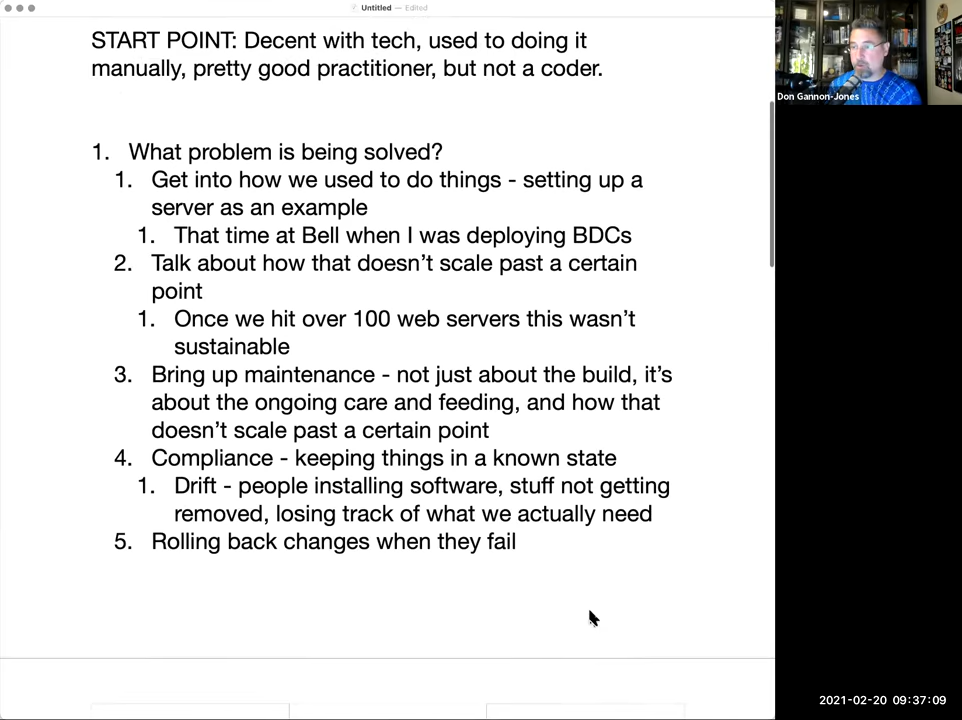 Untitled — Edited
START POINT: Decent with tech, used to doing it
manually, pretty good practitioner, but not a coder.
Don Gannon-Jones
1. What problem is being solved?
1. Get into how we used to do things - setting up a
server as an example
1. That time at Bell when I was deploying BDCs
2. Talk about how that doesn’t scale past a certain
point
1. Once we hit over 100 web servers this wasn’t
sustainable
3. Bring up maintenance - not just about the build, it’s
about the ongoing care and feeding, and how that
doesn’t scale past a certain point
4. Compliance - keeping things in a known state
1. Drift - people installing software, stuff not getting
removed, losing track of what we actually need
5. Rolling back changes when they fail
2021-02-20 09:37:09